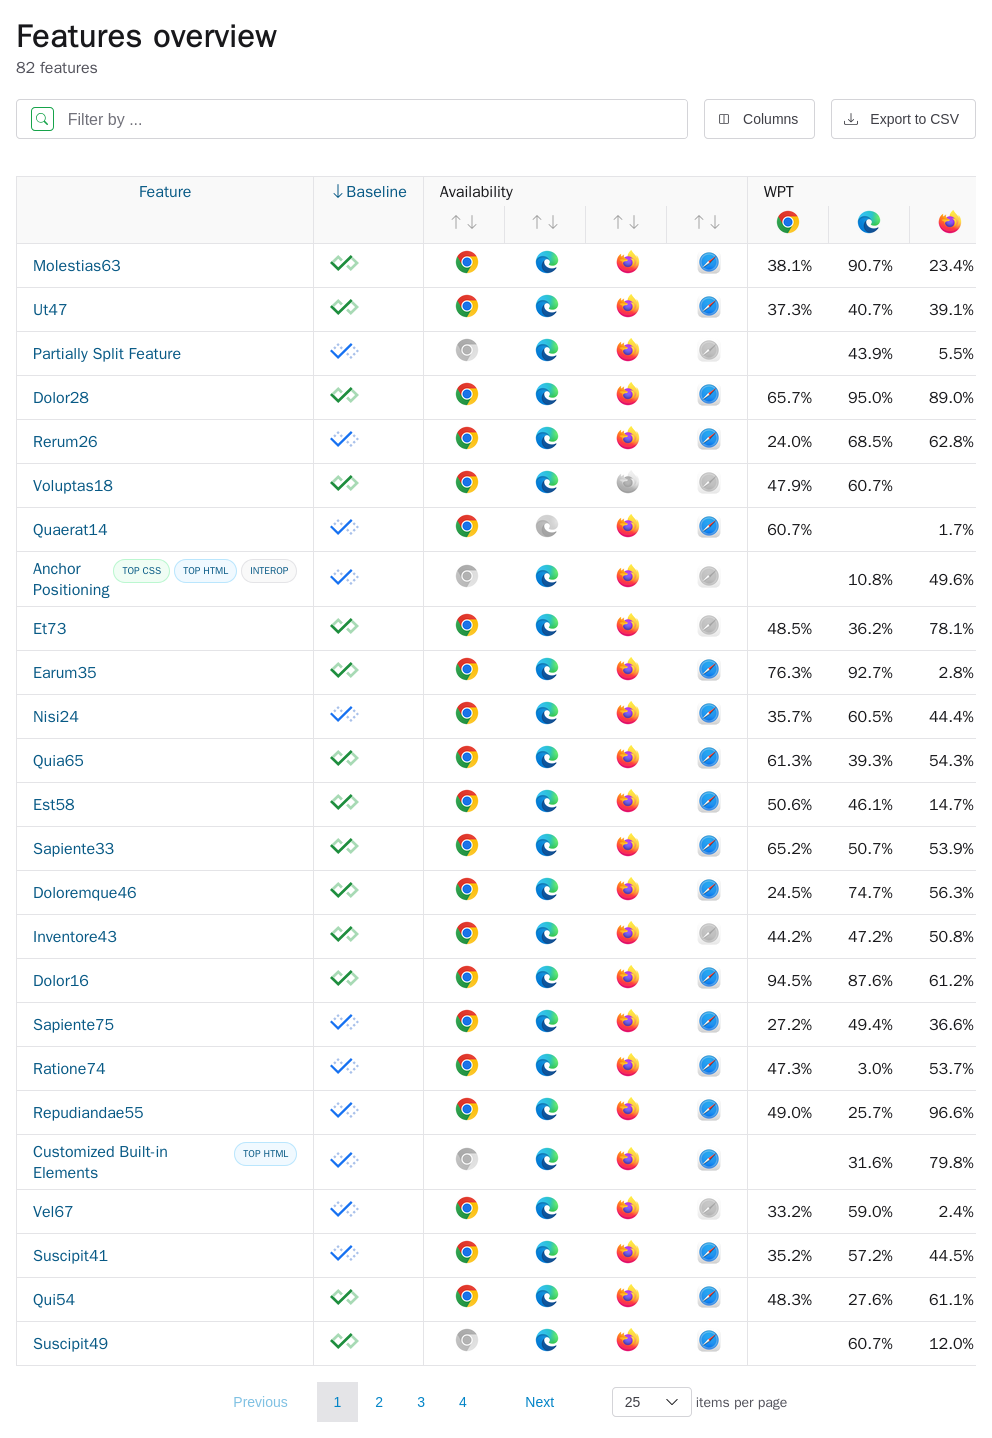 Features overview
82 features
Filter by ...
Columns
Export to CSV
Feature
Baseline
Availability
WPT
Molestias63 38.1% 90.7% 23.4%
Ut47 37.3% 40.7% 39.1%
Partially Split Feature 43.9% 5.5%
Dolor28 65.7% 95.0% 89.0%
Rerum26 24.0% 68.5% 62.8%
Voluptas18 47.9% 60.7%
Quaerat14 60.7% 1.7%
Anchor TOP CSS TOP HTML INTEROP
Positioning 10.8% 49.6%
Et73 48.5% 36.2% 78.1%
Earum35 76.3% 92.7% 2.8%
Nisi24 35.7% 60.5% 44.4%
Quia65 61.3% 39.3% 54.3%
Est58 50.6% 46.1% 14.7%
Sapiente33 65.2% 50.7% 53.9%
Doloremque46 24.5% 74.7% 56.3%
Inventore43 44.2% 47.2% 50.8%
Dolor16 94.5% 87.6% 61.2%
Sapiente75 27.2% 49.4% 36.6%
Ratione74 47.3% 3.0% 53.7%
Repudiandae55 49.0% 25.7% 96.6%
Customized Built-in TOP HTML
Elements 31.6% 79.8%
Vel67 33.2% 59.0% 2.4%
Suscipit41 35.2% 57.2% 44.5%
Qui54 48.3% 27.6% 61.1%
Suscipit49 60.7% 12.0%
Previous 1 2 3 4 Next 25 items per page